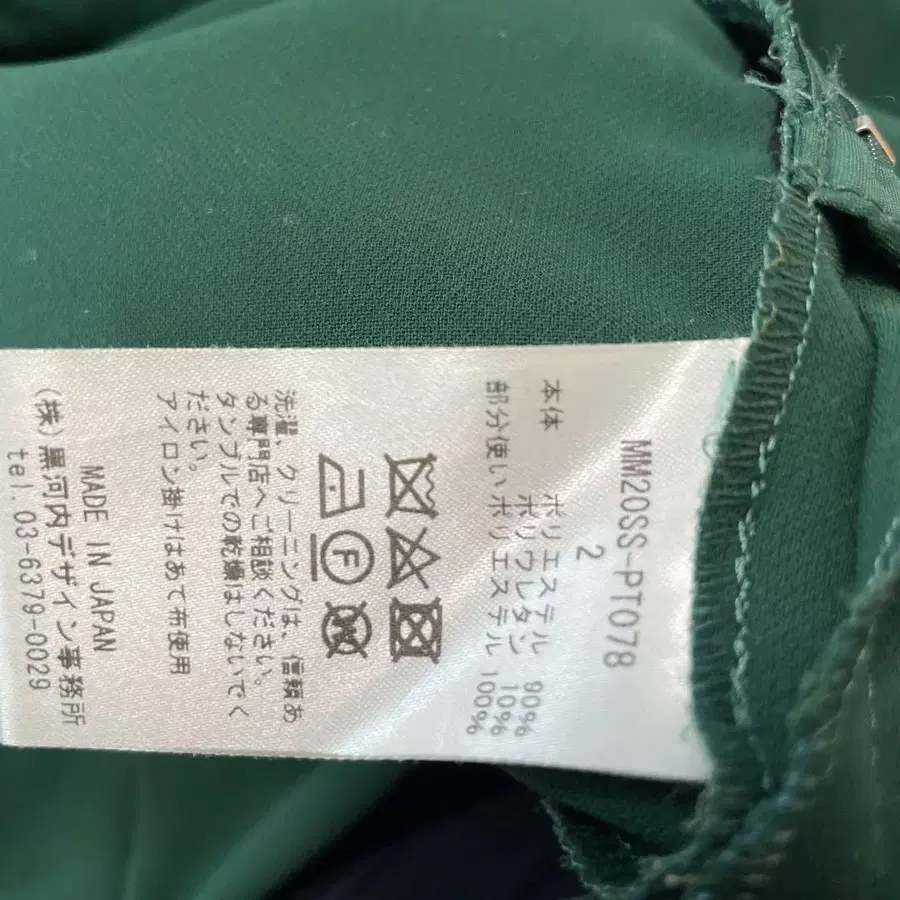 MM20SS-PT078
2
本体 ポリエステル 90%
ポリウレタン 10%
部分使い ポリエステル 100%
F
洗濯、クリーニングは、信頼あ
る専門店へご相談ください。
タンブルでの乾燥はしないでく
ださい。
アイロン掛けはあて布使用
MADE IN JAPAN
(株)黒河内デザイン事務所
tel.03-6379-0029